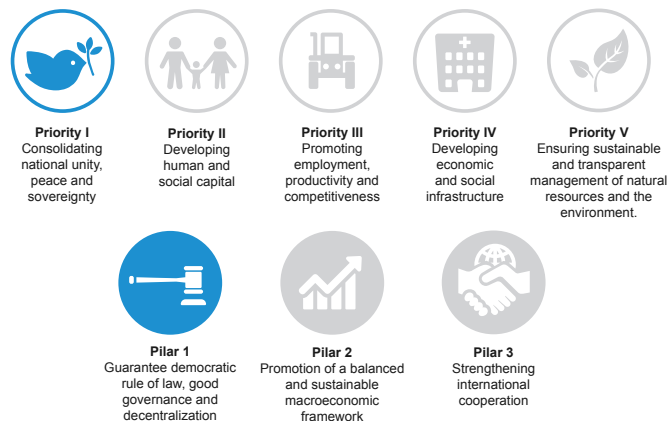 Priority I
Consolidating
national unity,
peace and
sovereignty
Priority II
Developing
human and
social capital
Priority III
Promoting
employment,
productivity and
competitiveness
Priority IV
Developing
economic
and social
infrastructure
Priority V
Ensuring sustainable
and transparent
management of natural
resources and the
environment.
Pilar 1
Guarantee democratic
rule of law, good
governance and
decentralization
Pilar 2
Promotion of a balanced
and sustainable
macroeconomic
framework
Pilar 3
Strengthening
international
cooperation